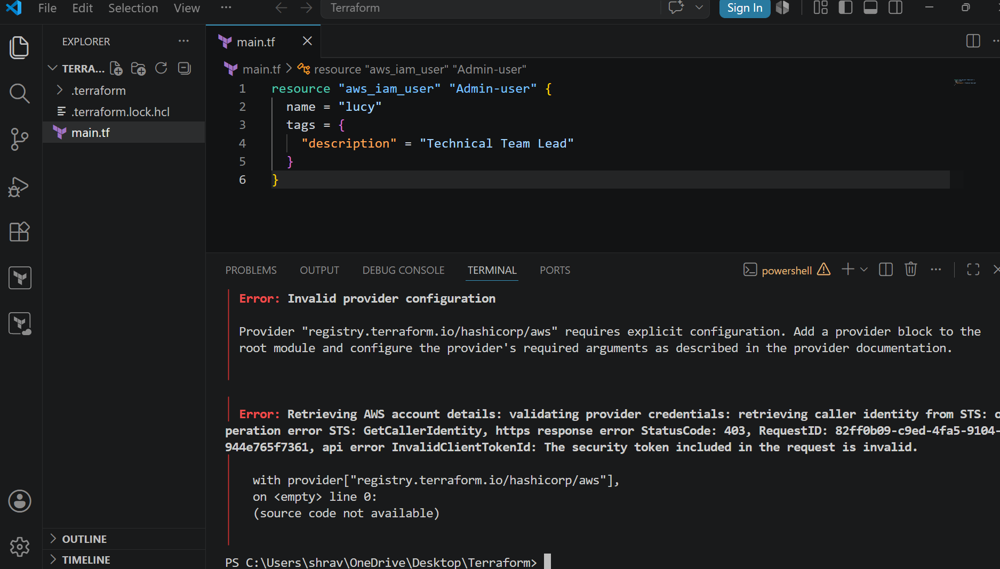 File Edit Selection View ···
Terraform
Sign In
EXPLORER
TERRA...
.terraform
.terraform.lock.hcl
main.tf
OUTLINE
TIMELINE
main.tf
main.tf > resource "aws_iam_user" "Admin-user"
1 resource "aws_iam_user" "Admin-user" {
2 name = "lucy"
3 tags = {
4 "description" = "Technical Team Lead"
5 }
6 }
PROBLEMS OUTPUT DEBUG CONSOLE TERMINAL PORTS
powershell
Error: Invalid provider configuration
Provider "registry.terraform.io/hashicorp/aws" requires explicit configuration. Add a provider block to the
root module and configure the provider's required arguments as described in the provider documentation.
Error: Retrieving AWS account details: validating provider credentials: retrieving caller identity from STS: o
peration error STS: GetCallerIdentity, https response error StatusCode: 403, RequestID: 82ff0b09-c9ed-4fa5-9104-
944e765f7361, api error InvalidClientTokenId: The security token included in the request is invalid.
with provider["registry.terraform.io/hashicorp/aws"],
on <empty> line 0:
(source code not available)
PS C:\Users\shrav\OneDrive\Desktop\Terraform>